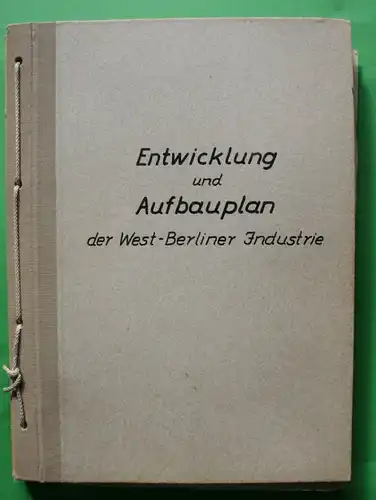 Entwicklung
und
Aufbauplan
der West-Berliner Industrie